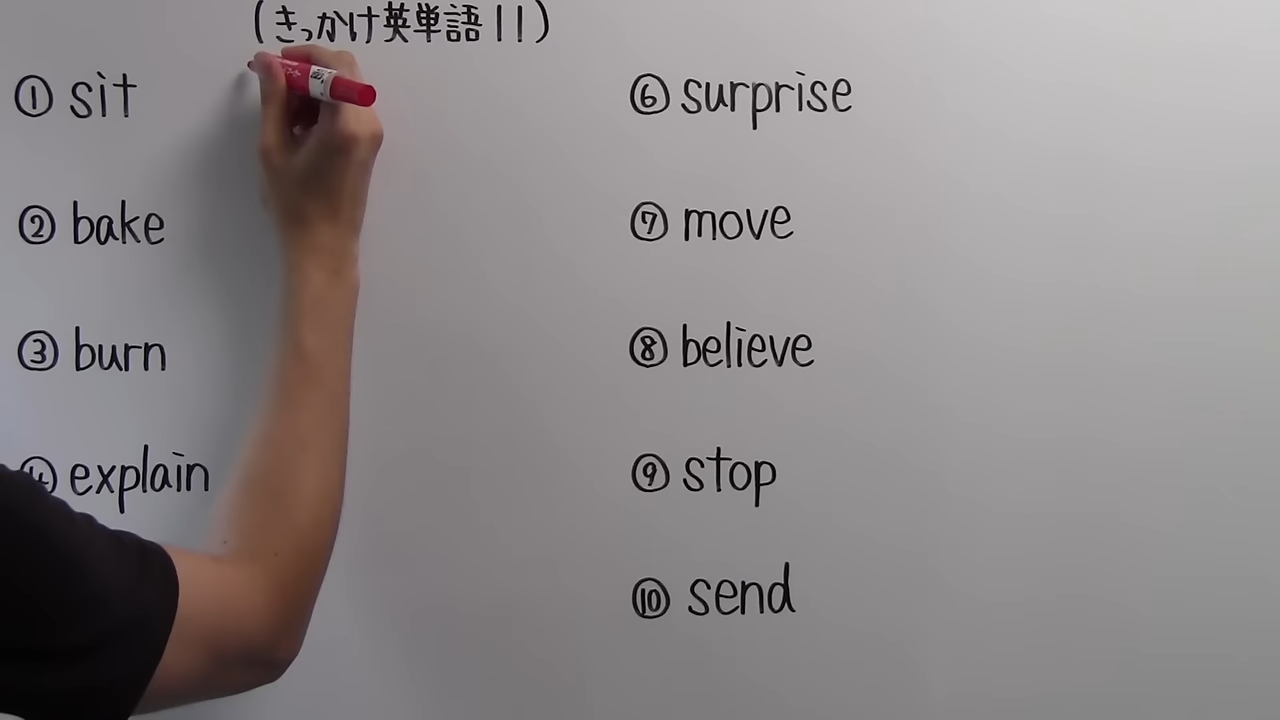 (きっかけ英単語11)
① sit
② bake
③ burn
④ explain
⑥ surprise
⑦ move
⑧ believe
⑨ stop
⑩ send